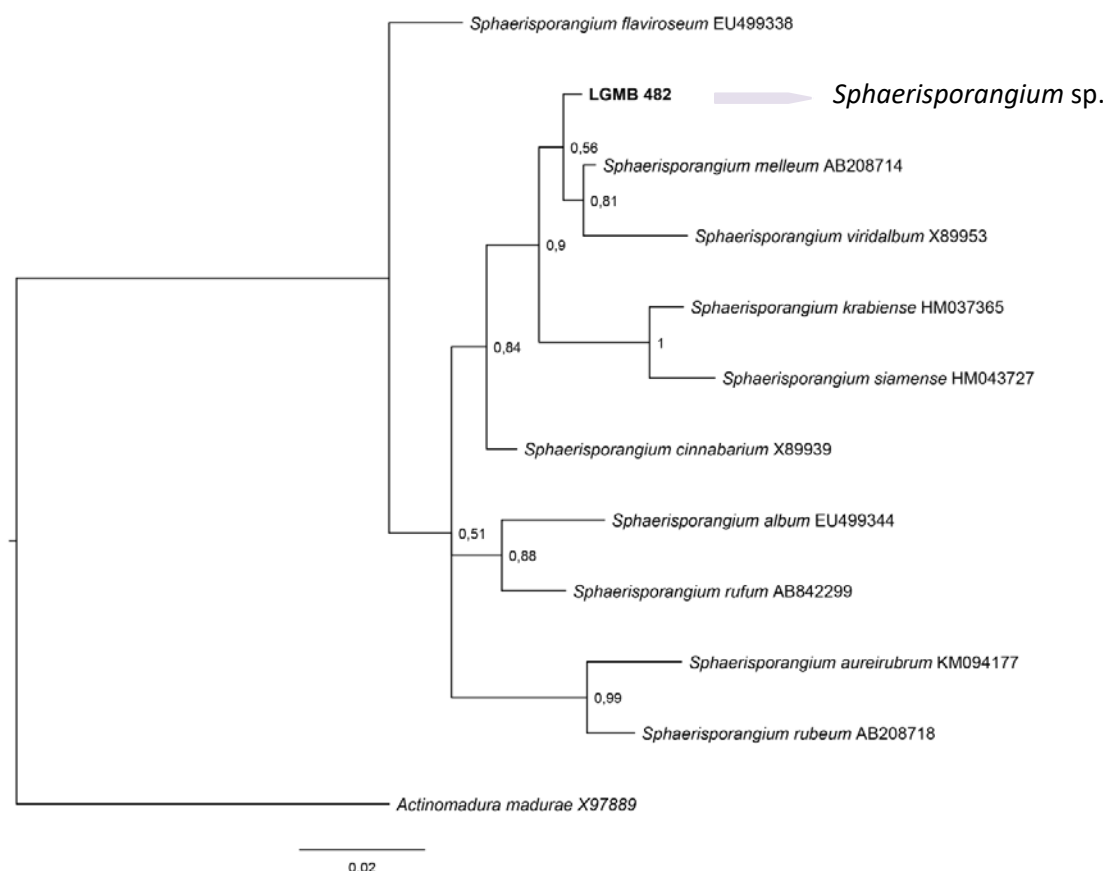 Sphaerisporangium flaviroseum EU499338
LGMB 482
Sphaerisporangium sp.
0,56
Sphaerisporangium melleum AB208714
0,81
Sphaerisporangium viridalbum X89953
0,9
Sphaerisporangium krabiense HM037365
1
0,84
Sphaerisporangium siamense HM043727
Sphaerisporangium cinnabarium X89939
Sphaerisporangium album EU499344
0,51
0,88
Sphaerisporangium rufum AB842299
Sphaerisporangium aureirubrum KM094177
0,99
Sphaerisporangium rubeum AB208718
Actinomadura madurae X97889
0.02